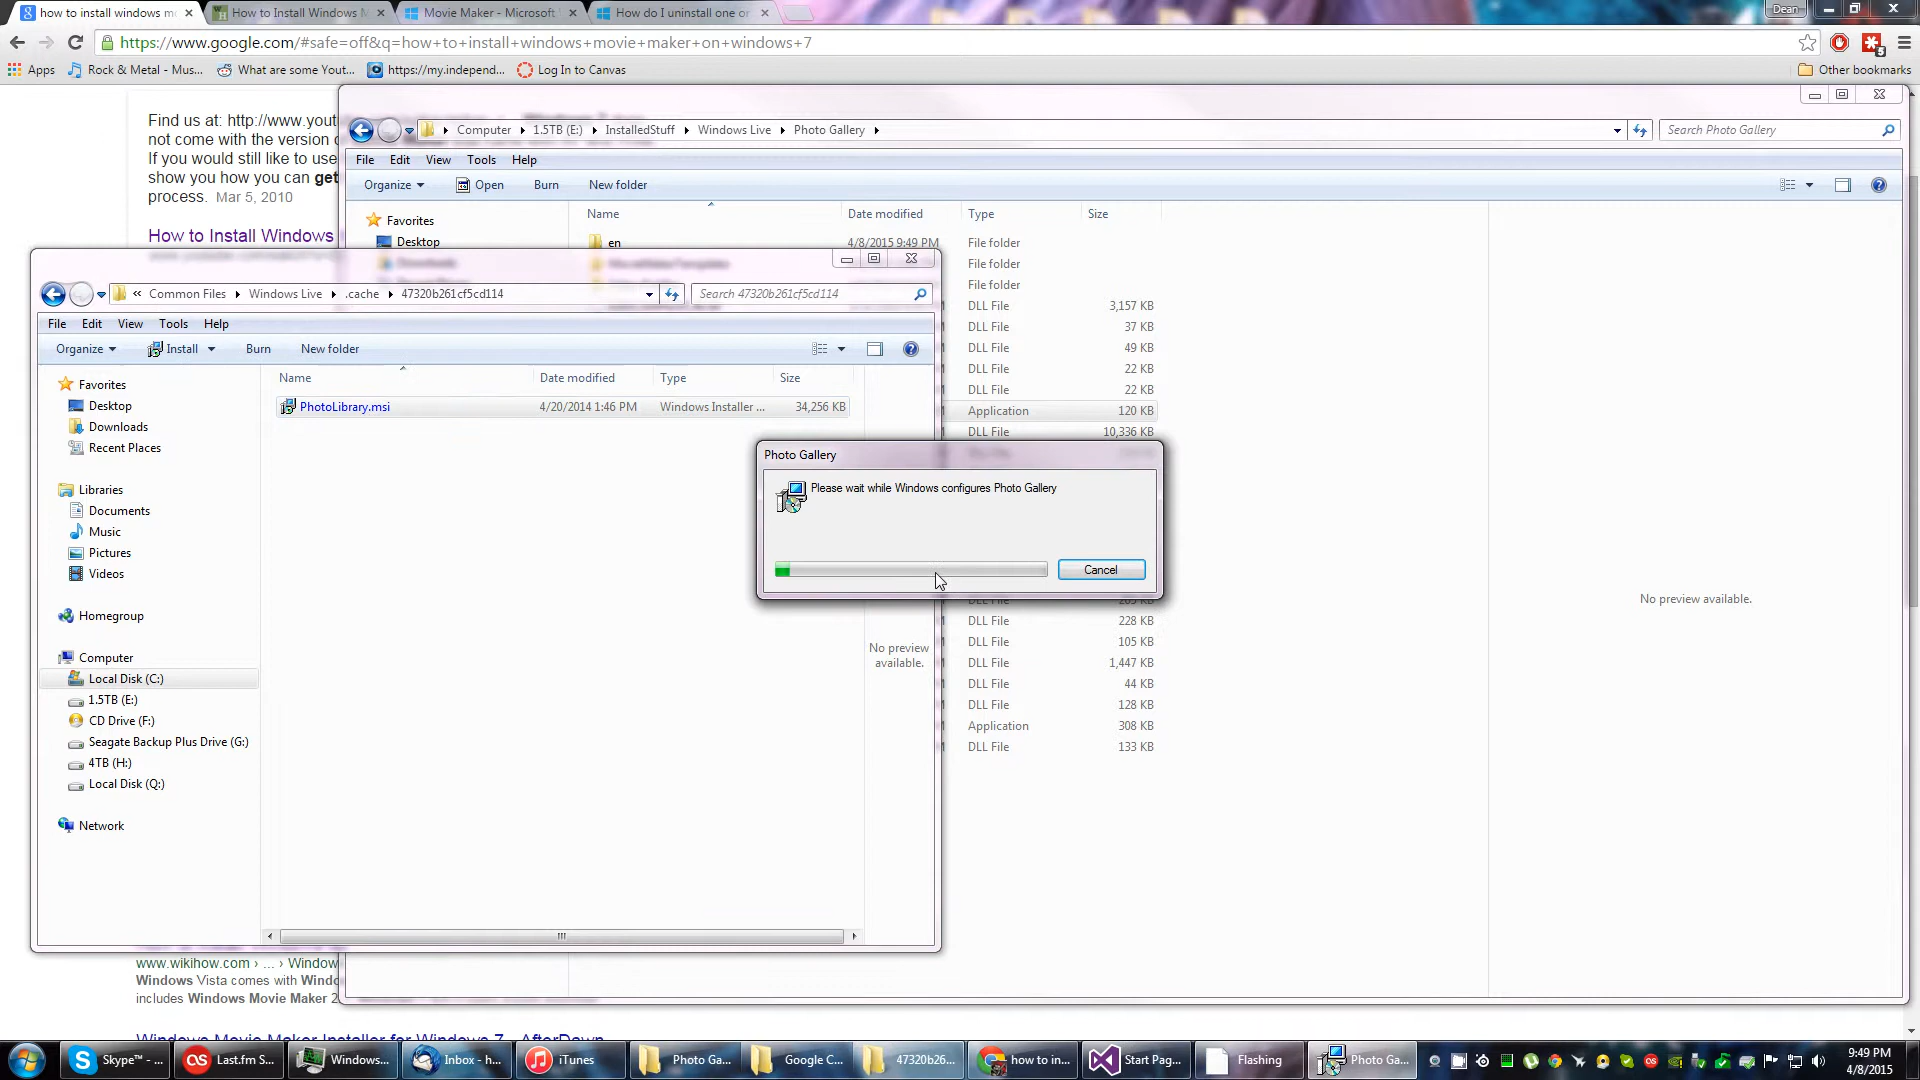 how to install windows m
How to Install Windows M
Movie Maker - Microsoft
How do I uninstall one or
Dean
https://www.google.com/#safe=off&q=how+to+install+windows+movie+maker+on+windows+7
Apps
Rock & Metal - Mus...
What are some Yout...
https://my.independ...
Log In to Canvas
Other bookmarks
Find us at: http://www.yout
not come with the version o
If you would still like to use
show you how you can get
process. Mar 5, 2010
How to Install Windows
Computer
1.5TB (E:)
InstalledStuff
Windows Live
Photo Gallery
Search Photo Gallery
File Edit View Tools Help
Organize
Open
Burn
New folder
Name
Date modified
Type
Size
Favorites
Desktop
en
4/8/2015 9:49 PM
File folder
File folder
File folder
DLL File 3,157 KB
DLL File 37 KB
DLL File 49 KB
DLL File 22 KB
DLL File 22 KB
Application 120 KB
DLL File 10,336 KB
DLL File 228 KB
DLL File 105 KB
DLL File 1,447 KB
DLL File 44 KB
DLL File 128 KB
Application 308 KB
DLL File 133 KB
No preview available.
« Common Files
Windows Live
.cache
47320b261cf5cd114
Search 47320b261cf5cd114
File Edit View Tools Help
Organize
Install
Burn
New folder
Name
Date modified
Type
Size
PhotoLibrary.msi
4/20/2014 1:46 PM
Windows Installer ...
34,256 KB
Favorites
Desktop
Downloads
Recent Places
Libraries
Documents
Music
Pictures
Videos
Homegroup
Computer
Local Disk (C:)
1.5TB (E:)
CD Drive (F:)
Seagate Backup Plus Drive (G:)
4TB (H:)
Local Disk (Q:)
Network
No preview
available.
Photo Gallery
Please wait while Windows configures Photo Gallery
Cancel
www.wikihow.com › ... › Window
Windows Vista comes with Windo
includes Windows Movie Maker 2
Windows Movie Maker Installer for Windows 7 - AfterDawn
Skype™ - ...
Last.fm S...
Windows...
Inbox - h...
iTunes
Photo Ga...
Google C...
47320b26...
how to in...
Start Pag...
Flashing
Photo Ga...
9:49 PM
4/8/2015